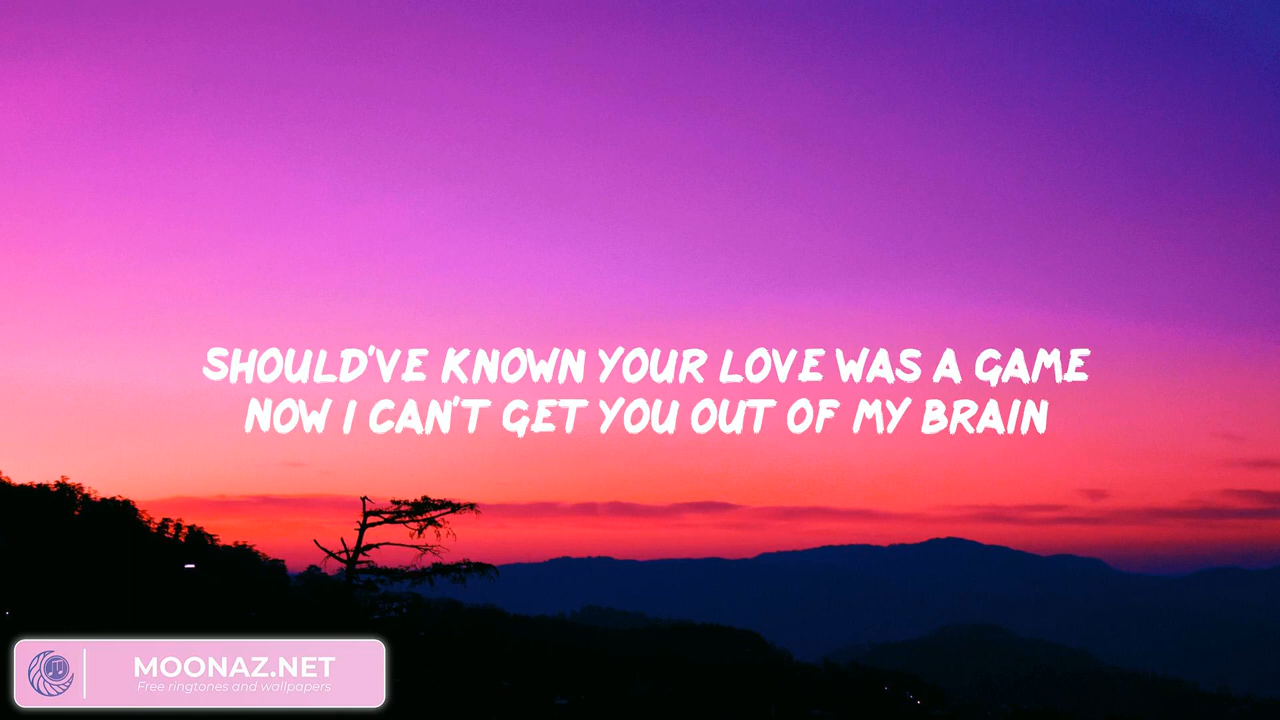 SHOULD'VE KNOWN YOUR LOVE WAS A GAME
NOW I CAN'T GET YOU OUT OF MY BRAIN
MOONAZ.NET
Free ringtones and wallpapers